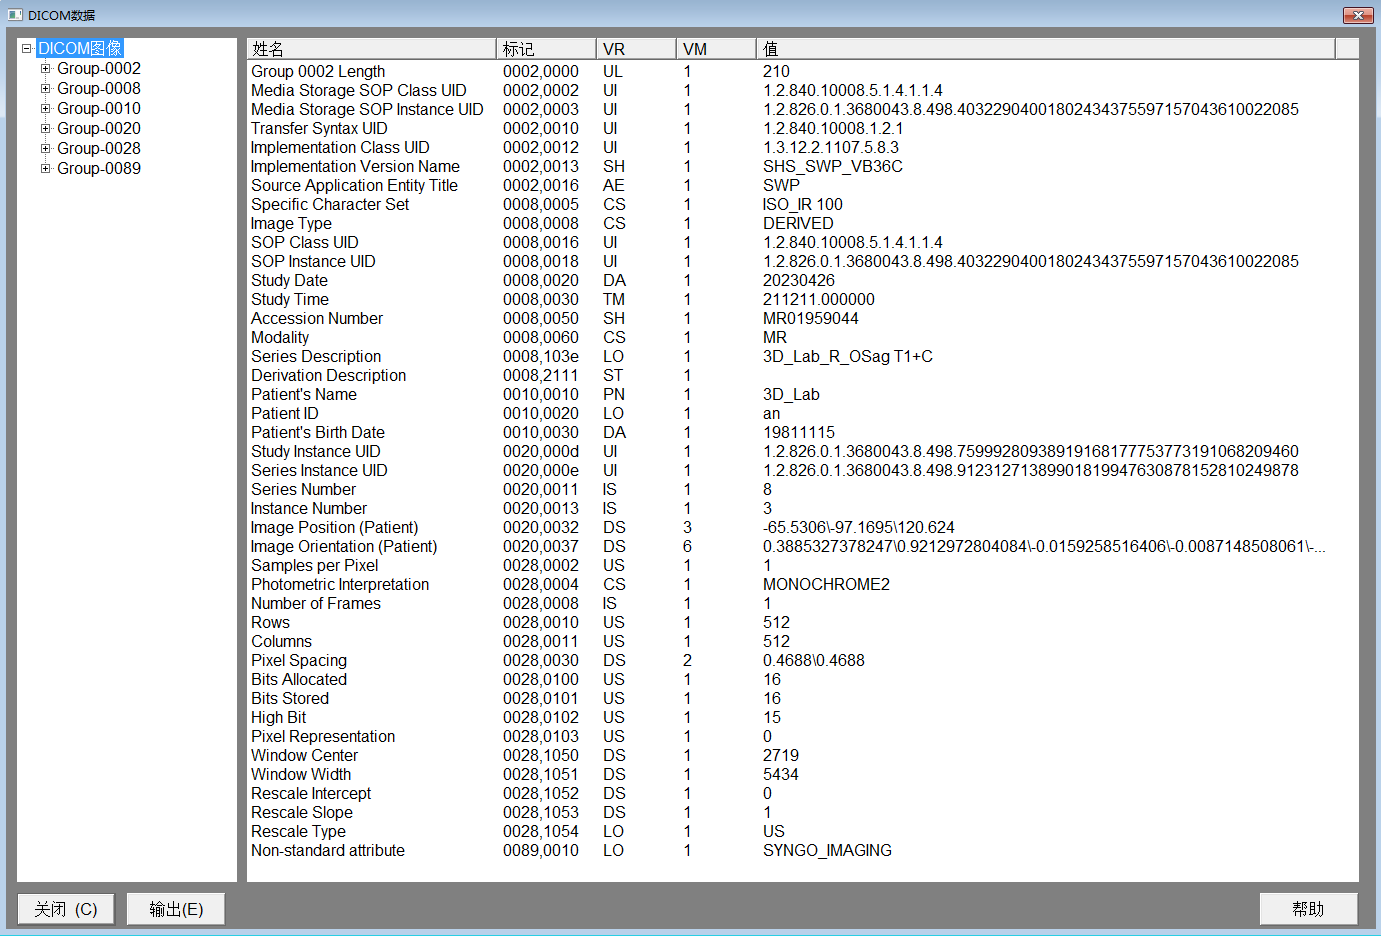 DICOM数据
DICOM图像
Group-0002
Group-0008
Group-0010
Group-0020
Group-0028
Group-0089
姓名 标记 VR VM 值
Group 0002 Length 0002,0000 UL 1 210
Media Storage SOP Class UID 0002,0002 UI 1 1.2.840.10008.5.1.4.1.1.4
Media Storage SOP Instance UID 0002,0003 UI 1 1.2.826.0.1.3680043.8.498.40322904001802434375597157043610022085
Transfer Syntax UID 0002,0010 UI 1 1.2.840.10008.1.2.1
Implementation Class UID 0002,0012 UI 1 1.3.12.2.1107.5.8.3
Implementation Version Name 0002,0013 SH 1 SHS_SWP_VB36C
Source Application Entity Title 0002,0016 AE 1 SWP
Specific Character Set 0008,0005 CS 1 ISO_IR 100
Image Type 0008,0008 CS 1 DERIVED
SOP Class UID 0008,0016 UI 1 1.2.840.10008.5.1.4.1.1.4
SOP Instance UID 0008,0018 UI 1 1.2.826.0.1.3680043.8.498.40322904001802434375597157043610022085
Study Date 0008,0020 DA 1 20230426
Study Time 0008,0030 TM 1 211211.000000
Accession Number 0008,0050 SH 1 MR01959044
Modality 0008,0060 CS 1 MR
Series Description 0008,103e LO 1 3D_Lab_R_OSag T1+C
Derivation Description 0008,2111 ST 1
Patient's Name 0010,0010 PN 1 3D_Lab
Patient ID 0010,0020 LO 1 an
Patient's Birth Date 0010,0030 DA 1 19811115
Study Instance UID 0020,000d UI 1 1.2.826.0.1.3680043.8.498.75999280938919168177753773191068209460
Series Instance UID 0020,000e UI 1 1.2.826.0.1.3680043.8.498.91231271389901819947630878152810249878
Series Number 0020,0011 IS 1 8
Instance Number 0020,0013 IS 1 3
Image Position (Patient) 0020,0032 DS 3 -65.5306\-97.1695\120.624
Image Orientation (Patient) 0020,0037 DS 6 0.3885327378247\0.9212972804084\-0.0159258516406\-0.0087148508061\-...
Samples per Pixel 0028,0002 US 1 1
Photometric Interpretation 0028,0004 CS 1 MONOCHROME2
Number of Frames 0028,0008 IS 1 1
Rows 0028,0010 US 1 512
Columns 0028,0011 US 1 512
Pixel Spacing 0028,0030 DS 2 0.4688\0.4688
Bits Allocated 0028,0100 US 1 16
Bits Stored 0028,0101 US 1 16
High Bit 0028,0102 US 1 15
Pixel Representation 0028,0103 US 1 0
Window Center 0028,1050 DS 1 2719
Window Width 0028,1051 DS 1 5434
Rescale Intercept 0028,1052 DS 1 0
Rescale Slope 0028,1053 DS 1 1
Rescale Type 0028,1054 LO 1 US
Non-standard attribute 0089,0010 LO 1 SYNGO_IMAGING
关闭 (C) 输出(E) 帮助